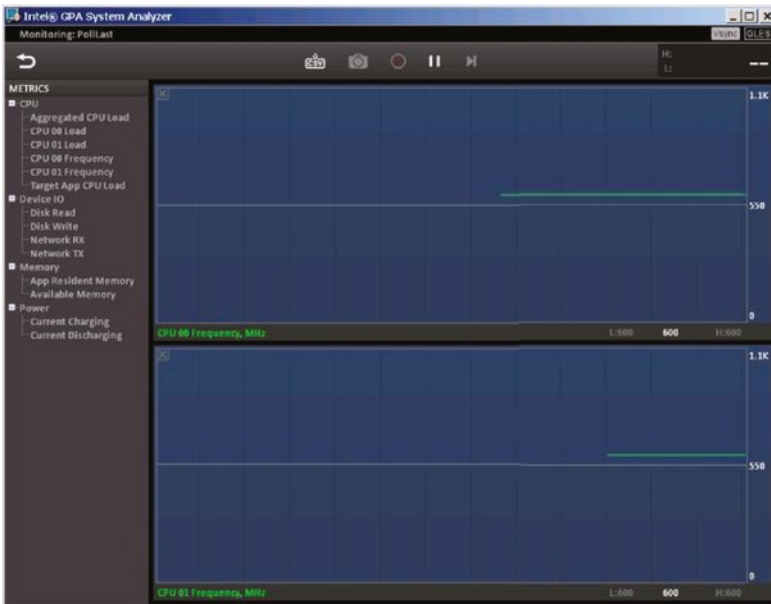 Intel® GPA System Analyzer
Monitoring: PollLast
Vsync GLES
CSV
H:
L:
--
METRICS
CPU
Aggregated CPU Load
CPU 00 Load
CPU 01 Load
CPU 00 Frequency
CPU 01 Frequency
Target App CPU Load
Device IO
Disk Read
Disk Write
Network RX
Network TX
Memory
App Resident Memory
Available Memory
Power
Current Charging
Current Discharging
1.1K
550
0
CPU 00 Frequency, MHz L:600 600 H:600
1.1K
550
0
CPU 01 Frequency, MHz L:600 600 H:600